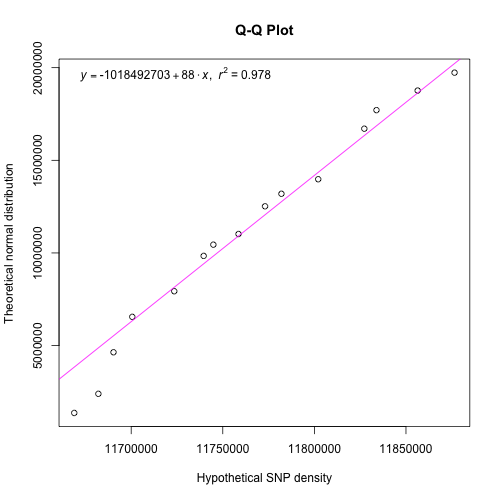 Q-Q Plot
y = -1018492703 + 88 · x, r² = 0.978
20000000
15000000
10000000
5000000
Theoretical normal distribution
11700000 11750000 11800000 11850000
Hypothetical SNP density